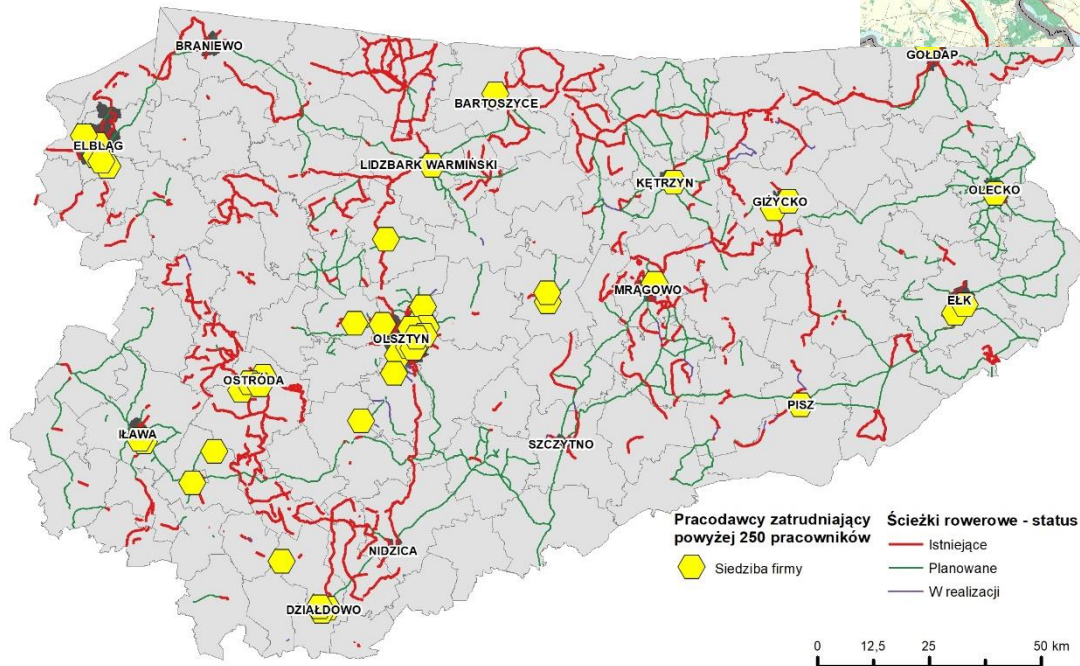 BRANIEWO
GOŁDAP
BARTOSZYCE
ELBLĄG
LIDZBARK WARMIŃSKI
KĘTRZYN
OLECKO
GIŻYCKO
MRĄGOWO
EŁK
OLSZTYN
OSTRÓDA
PISZ
IŁAWA
SZCZYTNO
NIDZICA
DZIAŁDOWO
Pracodawcy zatrudniający
powyżej 250 pracowników
Siedziba firmy
Ścieżki rowerowe - status
Istniejące
Planowane
W realizacji
0 12,5 25 50 km